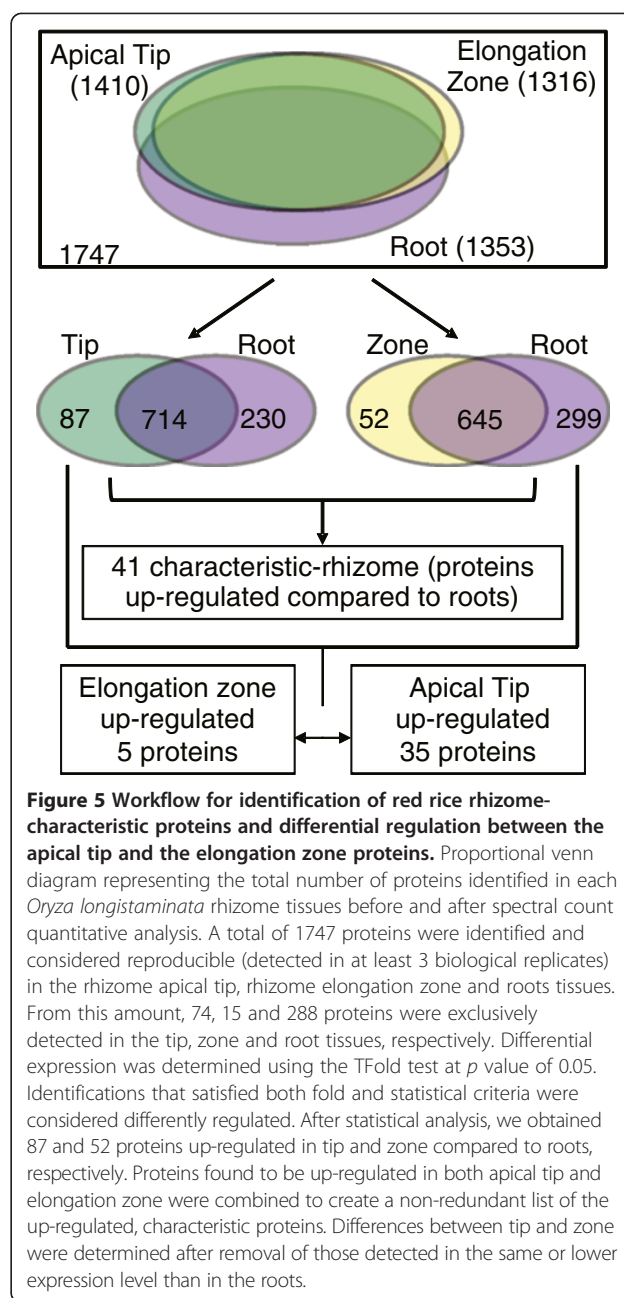 Apical Tip
(1410)
Elongation
Zone (1316)
1747
Root (1353)
Tip
Root
Zone
Root
87
714
230
52
645
299
41 characteristic-rhizome (proteins
up-regulated compared to roots)
Elongation zone
up-regulated
5 proteins
Apical Tip
up-regulated
35 proteins
Figure 5 Workflow for identification of red rice rhizome-
characteristic proteins and differential regulation between the
apical tip and the elongation zone proteins. Proportional venn
diagram representing the total number of proteins identified in each
Oryza longistaminata rhizome tissues before and after spectral count
quantitative analysis. A total of 1747 proteins were identified and
considered reproducible (detected in at least 3 biological replicates)
in the rhizome apical tip, rhizome elongation zone and roots tissues.
From this amount, 74, 15 and 288 proteins were exclusively
detected in the tip, zone and root tissues, respectively. Differential
expression was determined using the TFold test at p value of 0.05.
Identifications that satisfied both fold and statistical criteria were
considered differently regulated. After statistical analysis, we obtained
87 and 52 proteins up-regulated in tip and zone compared to roots,
respectively. Proteins found to be up-regulated in both apical tip and
elongation zone were combined to create a non-redundant list of the
up-regulated, characteristic proteins. Differences between tip and zone
were determined after removal of those detected in the same or lower
expression level than in the roots.